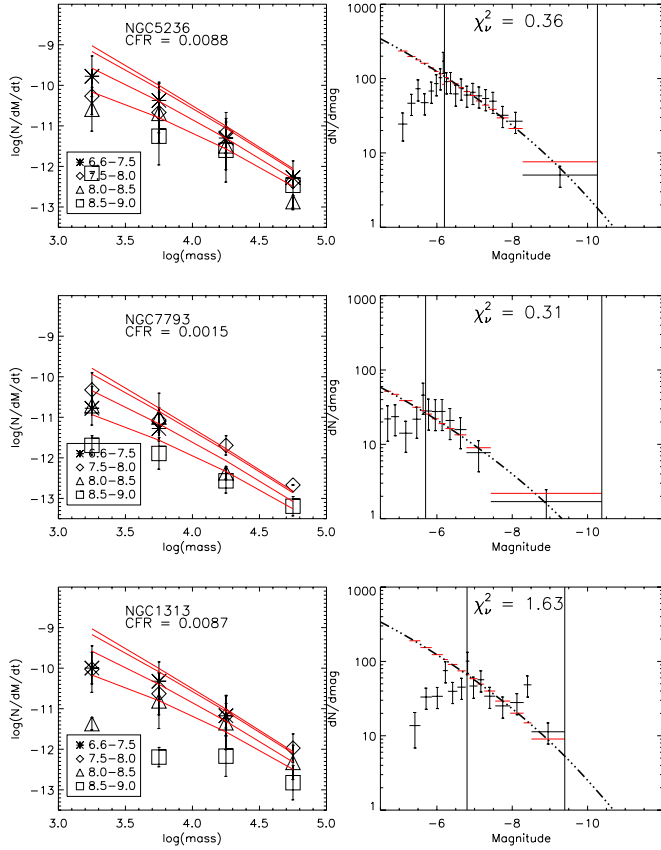 NGC5236
CFR = 0.0088
log(N/dM/dt)
-9
-10
-11
-12
-13
6.6-7.5
7.5-8.0
8.0-8.5
8.5-9.0
3.0 3.5 4.0 4.5 5.0
log(mass)
χ²ν = 0.36
dN/dmag
1000
100
10
1
-6 -8 -10
Magnitude
NGC7793
CFR = 0.0015
log(N/dM/dt)
-9
-10
-11
-12
-13
6.6-7.5
7.5-8.0
8.0-8.5
8.5-9.0
3.0 3.5 4.0 4.5 5.0
log(mass)
χ²ν = 0.31
dN/dmag
1000
100
10
1
-6 -8 -10
Magnitude
NGC1313
CFR = 0.0087
log(N/dM/dt)
-9
-10
-11
-12
-13
6.6-7.5
7.5-8.0
8.0-8.5
8.5-9.0
3.0 3.5 4.0 4.5 5.0
log(mass)
χ²ν = 1.63
dN/dmag
1000
100
10
1
-6 -8 -10
Magnitude